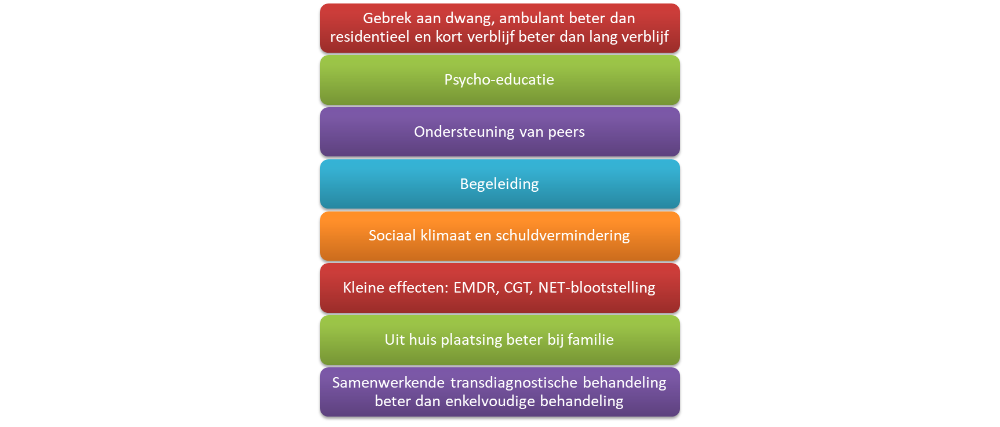 Gebrek aan dwang, ambulant beter dan
residentieel en kort verblijf beter dan lang verblijf
Psycho-educatie
Ondersteuning van peers
Begeleiding
Sociaal klimaat en schuldvermindering
Kleine effecten: EMDR, CGT, NET-blootstelling
Uit huis plaatsing beter bij familie
Samenwerkende transdiagnostische behandeling
beter dan enkelvoudige behandeling